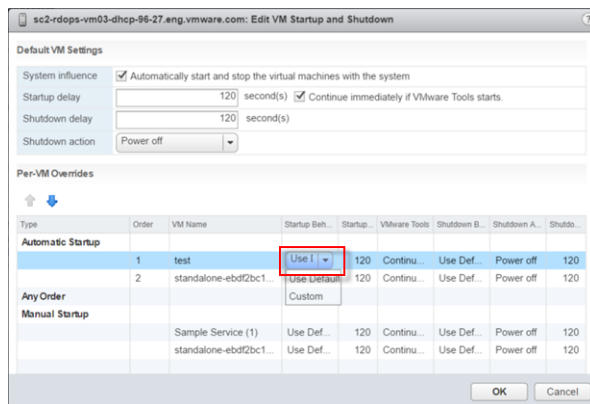 sc2-rdops-vm03-dhcp-96-27.eng.vmware.com: Edit VM Startup and Shutdown
?
Default VM Settings
System influence Automatically start and stop the virtual machines with the system
Startup delay 120 second(s) Continue immediately if VMware Tools starts.
Shutdown delay 120 second(s)
Shutdown action Power off
Per-VM Overrides
Type Order VM Name Startup Beh... Startup... VMware Tools Shutdown B... Shutdown A... Shutdo...
Automatic Startup
1 test Use I 120 Continu... Use Def... Power off 120
2 standalone-ebdf2bc1... Use Default 120 Continu... Use Def... Power off 120
Custom
Any Order
Manual Startup
Sample Service (1) Use Def... 120 Continu... Use Def... Power off 120
standalone-ebdf2bc1... Use Def... 120 Continu... Use Def... Power off 120
OK Cancel